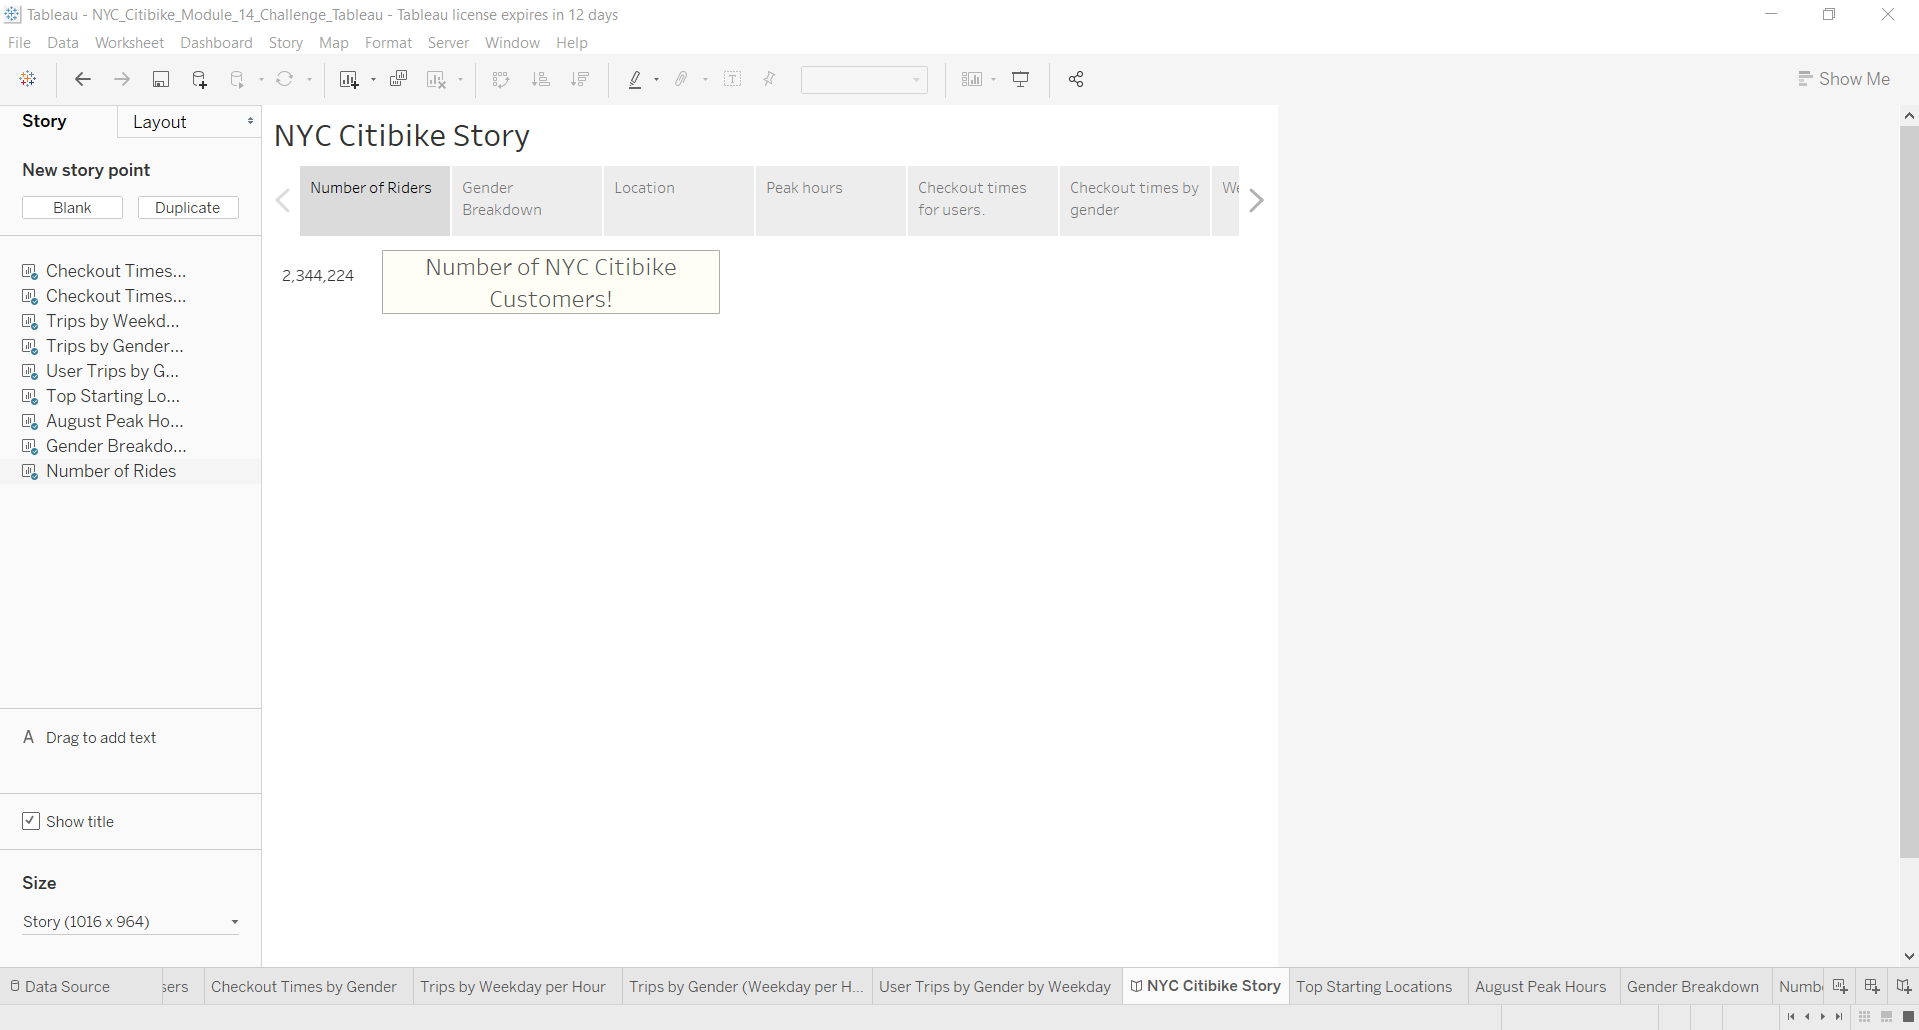 Tableau - NYC_Citibike_Module_14_Challenge_Tableau - Tableau license expires in 12 days
File Data Worksheet Dashboard Story Map Format Server Window Help
Show Me
Story Layout
New story point
Blank Duplicate
Checkout Times...
Checkout Times...
Trips by Weekd...
Trips by Gender...
User Trips by G...
Top Starting Lo...
August Peak Ho...
Gender Breakdo...
Number of Rides
A Drag to add text
Show title
Size
Story (1016 x 964)
NYC Citibike Story
Number of Riders
Gender
Breakdown
Location
Peak hours
Checkout times
for users.
Checkout times by
gender
We
2,344,224
Number of NYC Citibike
Customers!
Data Source sers Checkout Times by Gender Trips by Weekday per Hour Trips by Gender (Weekday per H... User Trips by Gender by Weekday NYC Citibike Story Top Starting Locations August Peak Hours Gender Breakdown Numb